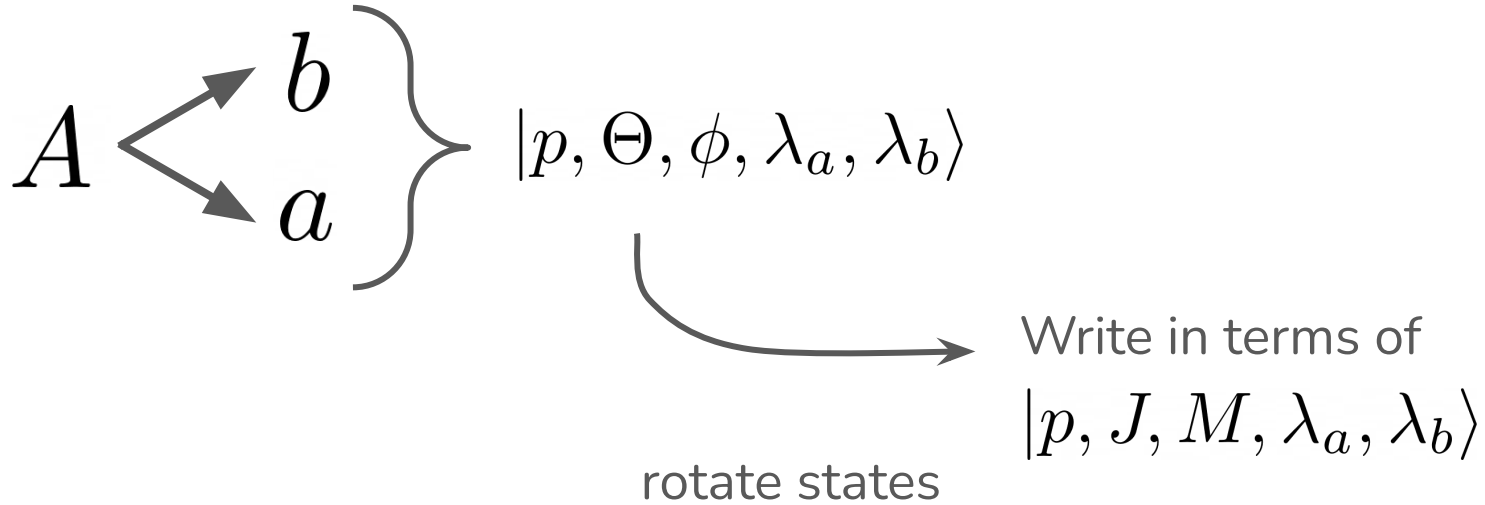 A
b
a
|p, Θ, ϕ, λ_a, λ_b⟩
Write in terms of
|p, J, M, λ_a, λ_b⟩
rotate states